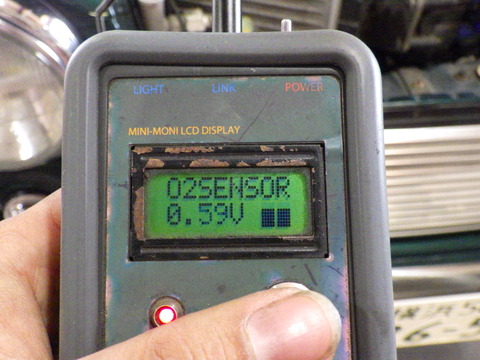 LIGHT LINK POWER
MINI-MONI LCD DISPLAY
O2SENSOR
0.59V